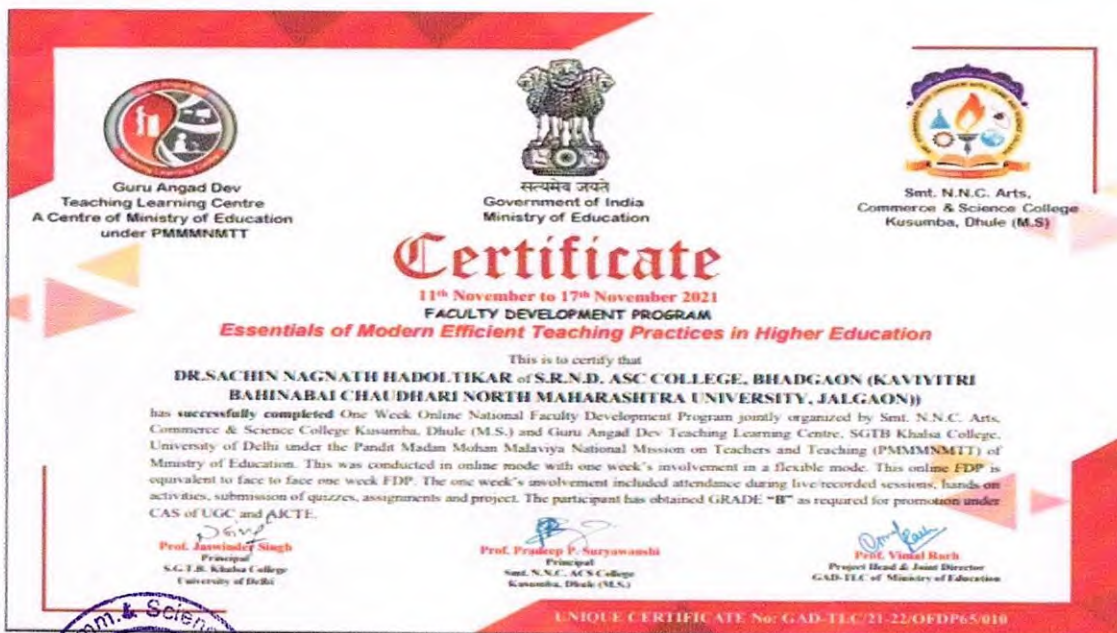 Guru Angad Dev
Teaching Learning Centre
A Centre of Ministry of Education
under PMMMNMTT
सत्यमेव जयते
Government of India
Ministry of Education
Smt. N.N.C. Arts,
Commerce & Science College
Kusumba, Dhule (M.S)
Certificate
11th November to 17th November 2021
FACULTY DEVELOPMENT PROGRAM
Essentials of Modern Efficient Teaching Practices in Higher Education
This is to certify that
DR.SACHIN NAGNATH HADOLTIKAR of S.R.N.D. ASC COLLEGE, BHADGAON (KAVIYITRI
BAHINABAI CHAUDHARI NORTH MAHARASHTRA UNIVERSITY, JALGAON))
has successfully completed One Week Online National Faculty Development Program jointly organized by Smt. N.N.C. Arts,
Commerce & Science College Kusumba, Dhule (M.S.) and Guru Angad Dev Teaching Learning Centre, SGTB Khalsa College,
University of Delhi under the Pandit Madan Mohan Malaviya National Mission on Teachers and Teaching (PMMMNMTT) of
Ministry of Education. This was conducted in online mode with one week's involvement in a flexible mode. This online FDP is
equivalent to face to face one week FDP. The one week's involvement included attendance during live/recorded sessions, hands on
activities, submission of quizzes, assignments and project. The participant has obtained GRADE "B" as required for promotion under
CAS of UGC and AICTE.
Prof. Jaswinder Singh
Principal
S.G.T.B. Khalsa College
University of Delhi
Prof. Pradeep P. Suryawanshi
Principal
Smt. N.N.C. ACS College
Kusumba, Dhule (M.S.)
Prof. Vimal Rarh
Project Head & Joint Director
GAD-TLC of Ministry of Education
UNIQUE CERTIFICATE No: GAD-TLC/21-22/OFDP65/010